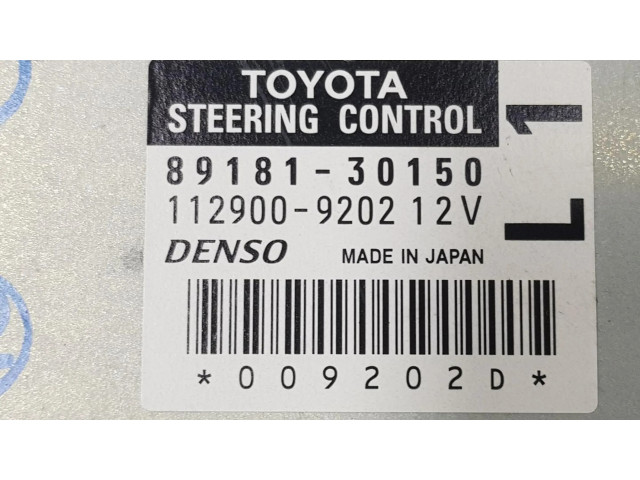 TOYOTA
STEERING CONTROL
89181-30150
112900-9202 12V
DENSO MADE IN JAPAN
*009202D*
L1